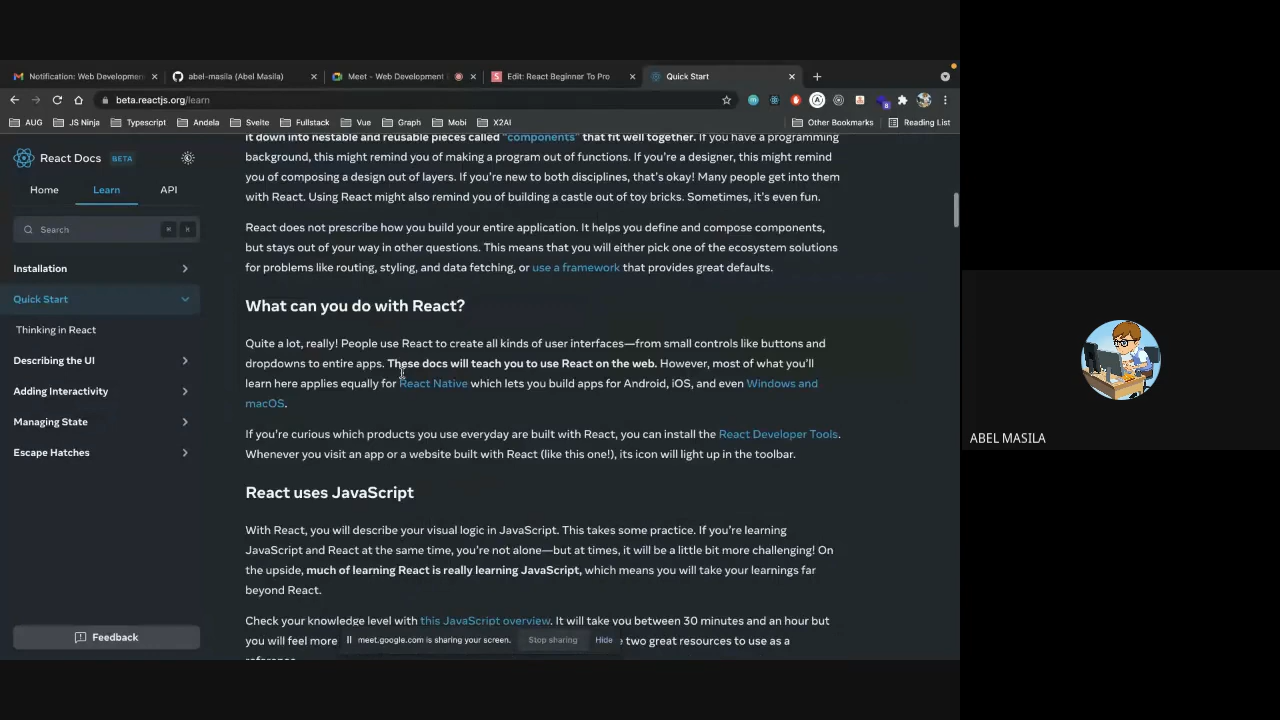 Notification: Web Developmen
abel-masila (Abel Masila)
Meet - Web Development
Edit: React Beginner To Pro
Quick Start
beta.reactjs.org/learn
AUG
JS Ninja
Typescript
Andela
Svelte
Fullstack
Vue
Graph
Mobi
X2AI
Other Bookmarks
Reading List
React Docs BETA
Home
Learn
API
Search
Installation
Quick Start
Thinking in React
Describing the UI
Adding Interactivity
Managing State
Escape Hatches
Feedback
it down into nestable and reusable pieces called "components" that fit well together. If you have a programming
background, this might remind you of making a program out of functions. If you're a designer, this might remind
you of composing a design out of layers. If you're new to both disciplines, that's okay! Many people get into them
with React. Using React might also remind you of building a castle out of toy bricks. Sometimes, it's even fun.
React does not prescribe how you build your entire application. It helps you define and compose components,
but stays out of your way in other questions. This means that you will either pick one of the ecosystem solutions
for problems like routing, styling, and data fetching, or use a framework that provides great defaults.
What can you do with React?
Quite a lot, really! People use React to create all kinds of user interfaces—from small controls like buttons and
dropdowns to entire apps. These docs will teach you to use React on the web. However, most of what you'll
learn here applies equally for React Native which lets you build apps for Android, iOS, and even Windows and
macOS.
If you're curious which products you use everyday are built with React, you can install the React Developer Tools.
Whenever you visit an app or a website built with React (like this one!), its icon will light up in the toolbar.
React uses JavaScript
With React, you will describe your visual logic in JavaScript. This takes some practice. If you're learning
JavaScript and React at the same time, you're not alone—but at times, it will be a little bit more challenging! On
the upside, much of learning React is really learning JavaScript, which means you will take your learnings far
beyond React.
Check your knowledge level with this JavaScript overview. It will take you between 30 minutes and an hour but
you will feel more
two great resources to use as a
meet.google.com is sharing your screen.
Stop sharing
Hide
ABEL MASILA